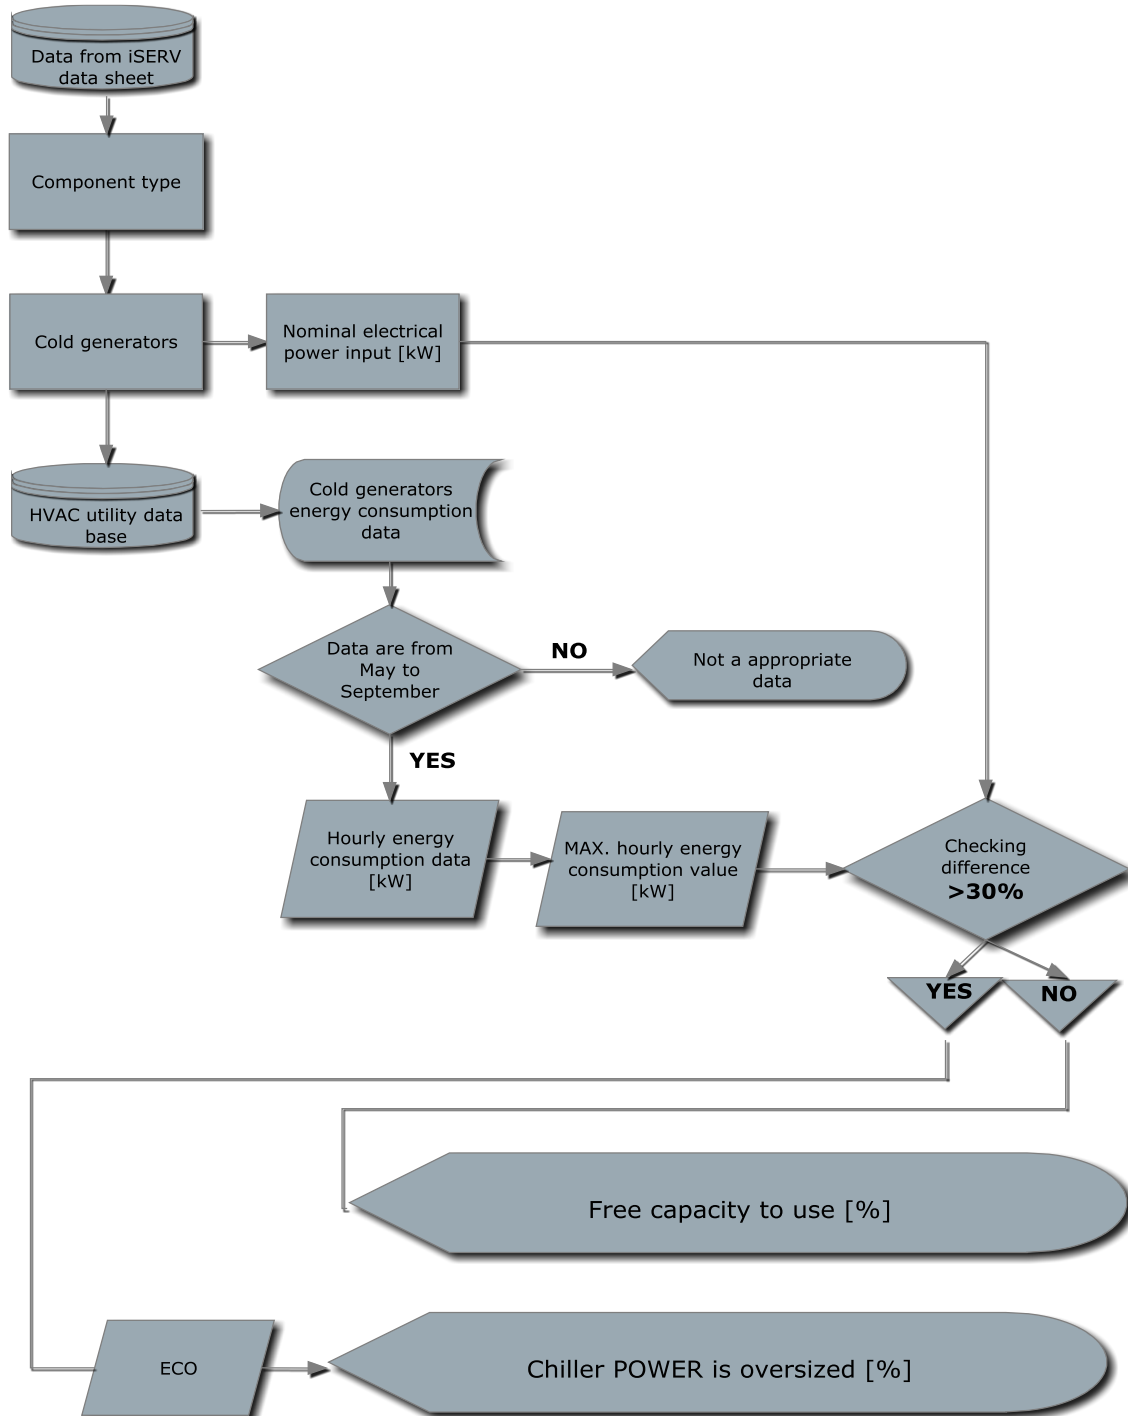 Data from iSERV
data sheet
Component type
Cold generators
Nominal electrical
power input [kW]
HVAC utility data
base
Cold generators
energy consumption
data
Data are from
May to
September
NO
Not a appropriate
data
YES
Hourly energy
consumption data
[kW]
MAX. hourly energy
consumption value
[kW]
Checking
difference
>30%
YES
NO
Free capacity to use [%]
ECO
Chiller POWER is oversized [%]